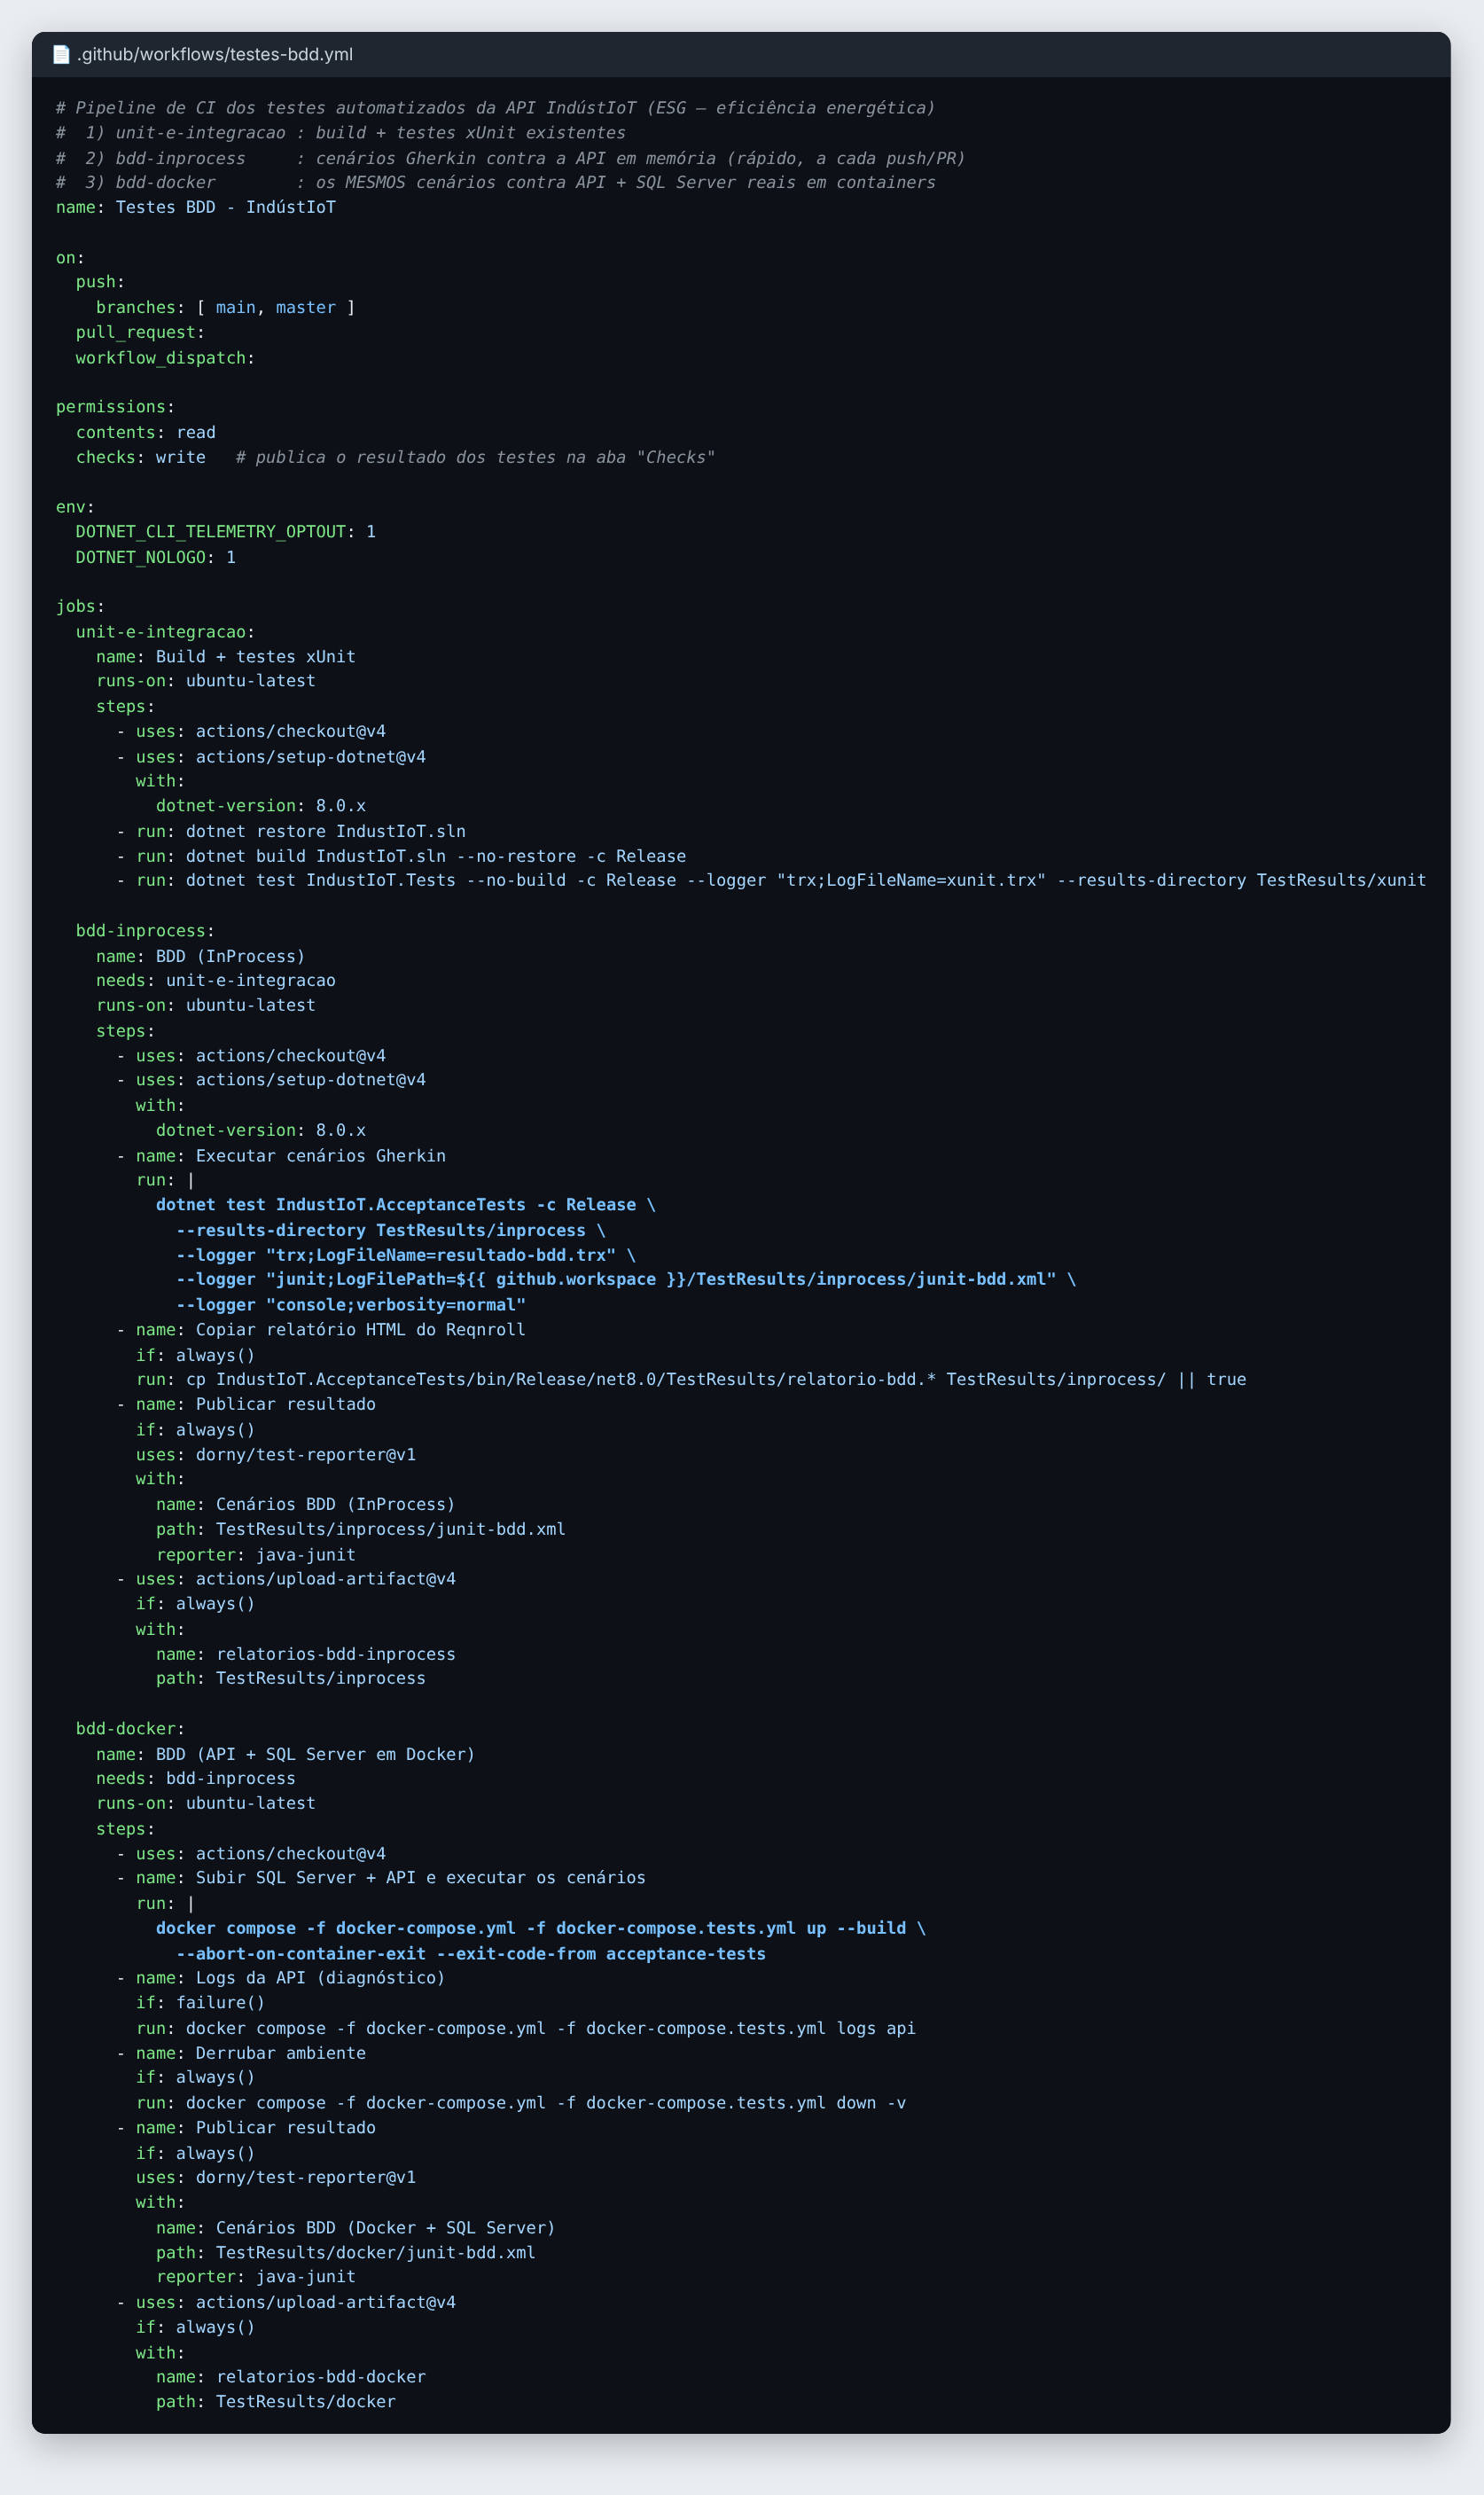 📄 .github/workflows/testes-bdd.yml
# Pipeline de CI dos testes automatizados da API IndústIoT (ESG — eficiência energética)
#  1) unit-e-integracao : build + testes xUnit existentes
#  2) bdd-inprocess     : cenários Gherkin contra a API em memória (rápido, a cada push/PR)
#  3) bdd-docker        : os MESMOS cenários contra API + SQL Server reais em containers
name: Testes BDD - IndústIoT

on:
  push:
    branches: [ main, master ]
  pull_request:
  workflow_dispatch:

permissions:
  contents: read
  checks: write   # publica o resultado dos testes na aba "Checks"

env:
  DOTNET_CLI_TELEMETRY_OPTOUT: 1
  DOTNET_NOLOGO: 1

jobs:
  unit-e-integracao:
    name: Build + testes xUnit
    runs-on: ubuntu-latest
    steps:
      - uses: actions/checkout@v4
      - uses: actions/setup-dotnet@v4
        with:
          dotnet-version: 8.0.x
      - run: dotnet restore IndustIoT.sln
      - run: dotnet build IndustIoT.sln --no-restore -c Release
      - run: dotnet test IndustIoT.Tests --no-build -c Release --logger "trx;LogFileName=xunit.trx" --results-directory TestResults/xunit

  bdd-inprocess:
    name: BDD (InProcess)
    needs: unit-e-integracao
    runs-on: ubuntu-latest
    steps:
      - uses: actions/checkout@v4
      - uses: actions/setup-dotnet@v4
        with:
          dotnet-version: 8.0.x
      - name: Executar cenários Gherkin
        run: |
          dotnet test IndustIoT.AcceptanceTests -c Release \
            --results-directory TestResults/inprocess \
            --logger "trx;LogFileName=resultado-bdd.trx" \
            --logger "junit;LogFilePath=${{ github.workspace }}/TestResults/inprocess/junit-bdd.xml" \
            --logger "console;verbosity=normal"
      - name: Copiar relatório HTML do Reqnroll
        if: always()
        run: cp IndustIoT.AcceptanceTests/bin/Release/net8.0/TestResults/relatorio-bdd.* TestResults/inprocess/ || true
      - name: Publicar resultado
        if: always()
        uses: dorny/test-reporter@v1
        with:
          name: Cenários BDD (InProcess)
          path: TestResults/inprocess/junit-bdd.xml
          reporter: java-junit
      - uses: actions/upload-artifact@v4
        if: always()
        with:
          name: relatorios-bdd-inprocess
          path: TestResults/inprocess

  bdd-docker:
    name: BDD (API + SQL Server em Docker)
    needs: bdd-inprocess
    runs-on: ubuntu-latest
    steps:
      - uses: actions/checkout@v4
      - name: Subir SQL Server + API e executar os cenários
        run: |
          docker compose -f docker-compose.yml -f docker-compose.tests.yml up --build \
            --abort-on-container-exit --exit-code-from acceptance-tests
      - name: Logs da API (diagnóstico)
        if: failure()
        run: docker compose -f docker-compose.yml -f docker-compose.tests.yml logs api
      - name: Derrubar ambiente
        if: always()
        run: docker compose -f docker-compose.yml -f docker-compose.tests.yml down -v
      - name: Publicar resultado
        if: always()
        uses: dorny/test-reporter@v1
        with:
          name: Cenários BDD (Docker + SQL Server)
          path: TestResults/docker/junit-bdd.xml
          reporter: java-junit
      - uses: actions/upload-artifact@v4
        if: always()
        with:
          name: relatorios-bdd-docker
          path: TestResults/docker